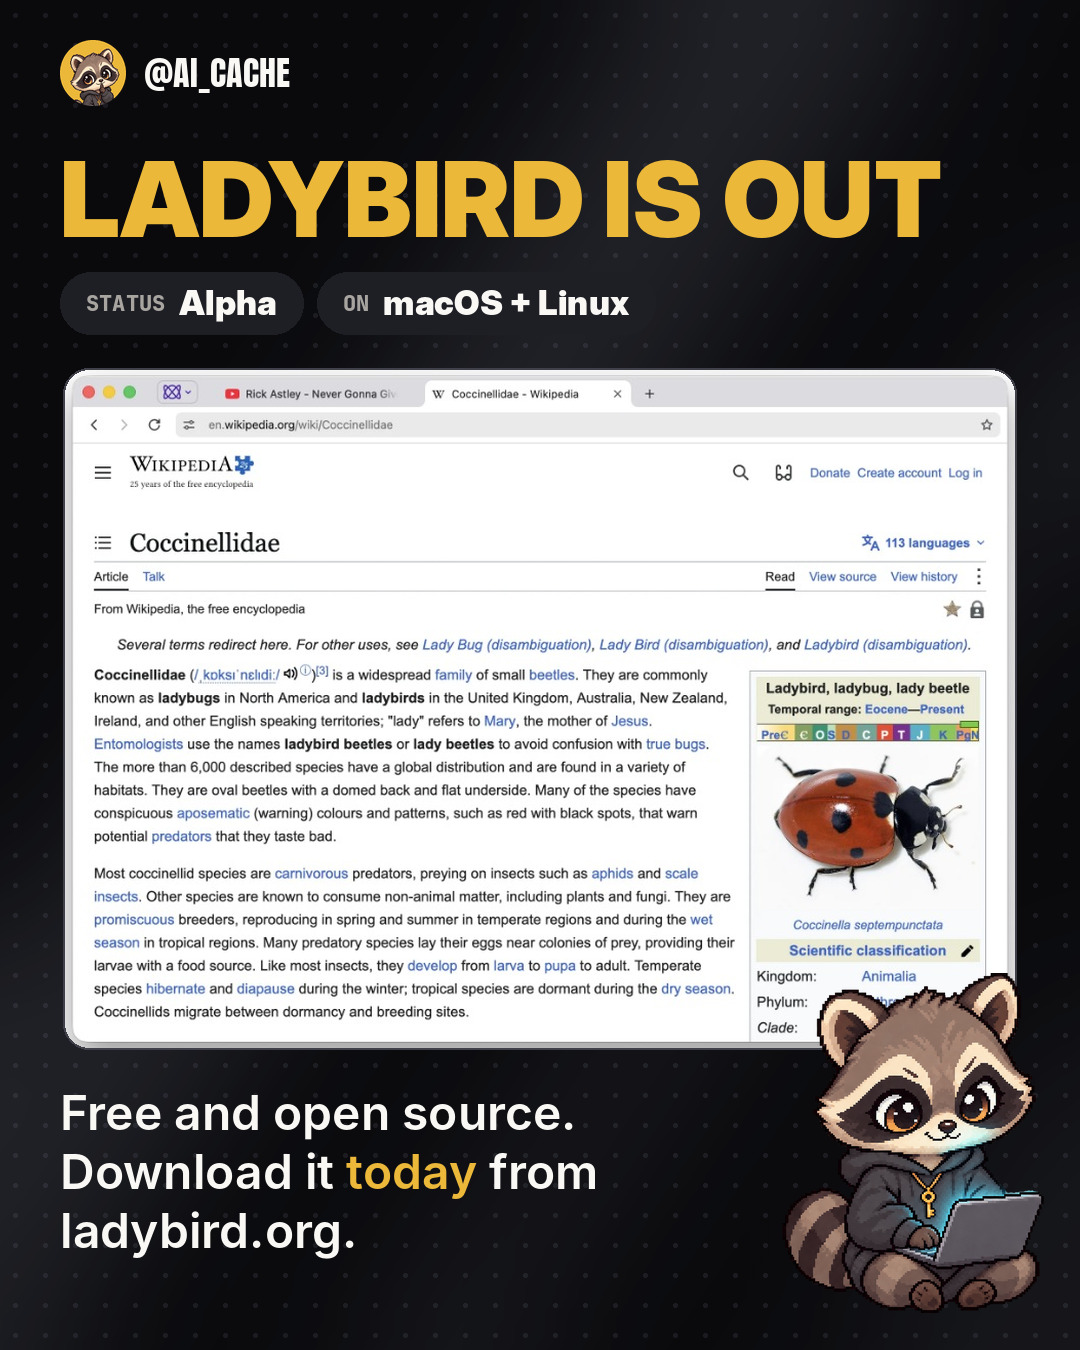 @AI_CACHE
LADYBIRD IS OUT
STATUS Alpha ON macOS + Linux
Rick Astley - Never Gonna Giv
Coccinellidae - Wikipedia
en.wikipedia.org/wiki/Coccinellidae
WIKIPEDIA
25 years of the free encyclopedia
Donate Create account Log in
Coccinellidae
113 languages
Article Talk Read View source View history
From Wikipedia, the free encyclopedia
Several terms redirect here. For other uses, see Lady Bug (disambiguation), Lady Bird (disambiguation), and Ladybird (disambiguation).
Coccinellidae (/ˌkɒksɪˈnɛlɪdiː/ ⓘ)[3] is a widespread family of small beetles. They are commonly
known as ladybugs in North America and ladybirds in the United Kingdom, Australia, New Zealand,
Ireland, and other English speaking territories; "lady" refers to Mary, the mother of Jesus.
Entomologists use the names ladybird beetles or lady beetles to avoid confusion with true bugs.
The more than 6,000 described species have a global distribution and are found in a variety of
habitats. They are oval beetles with a domed back and flat underside. Many of the species have
conspicuous aposematic (warning) colours and patterns, such as red with black spots, that warn
potential predators that they taste bad.
Most coccinellid species are carnivorous predators, preying on insects such as aphids and scale
insects. Other species are known to consume non-animal matter, including plants and fungi. They are
promiscuous breeders, reproducing in spring and summer in temperate regions and during the wet
season in tropical regions. Many predatory species lay their eggs near colonies of prey, providing their
larvae with a food source. Like most insects, they develop from larva to pupa to adult. Temperate
species hibernate and diapause during the winter; tropical species are dormant during the dry season.
Coccinellids migrate between dormancy and breeding sites.
Ladybird, ladybug, lady beetle
Temporal range: Eocene—Present
PreЄ Є O S D C P T J K PgN
Coccinella septempunctata
Scientific classification
Kingdom: Animalia
Phylum:
Clade:
Free and open source.
Download it today from
ladybird.org.